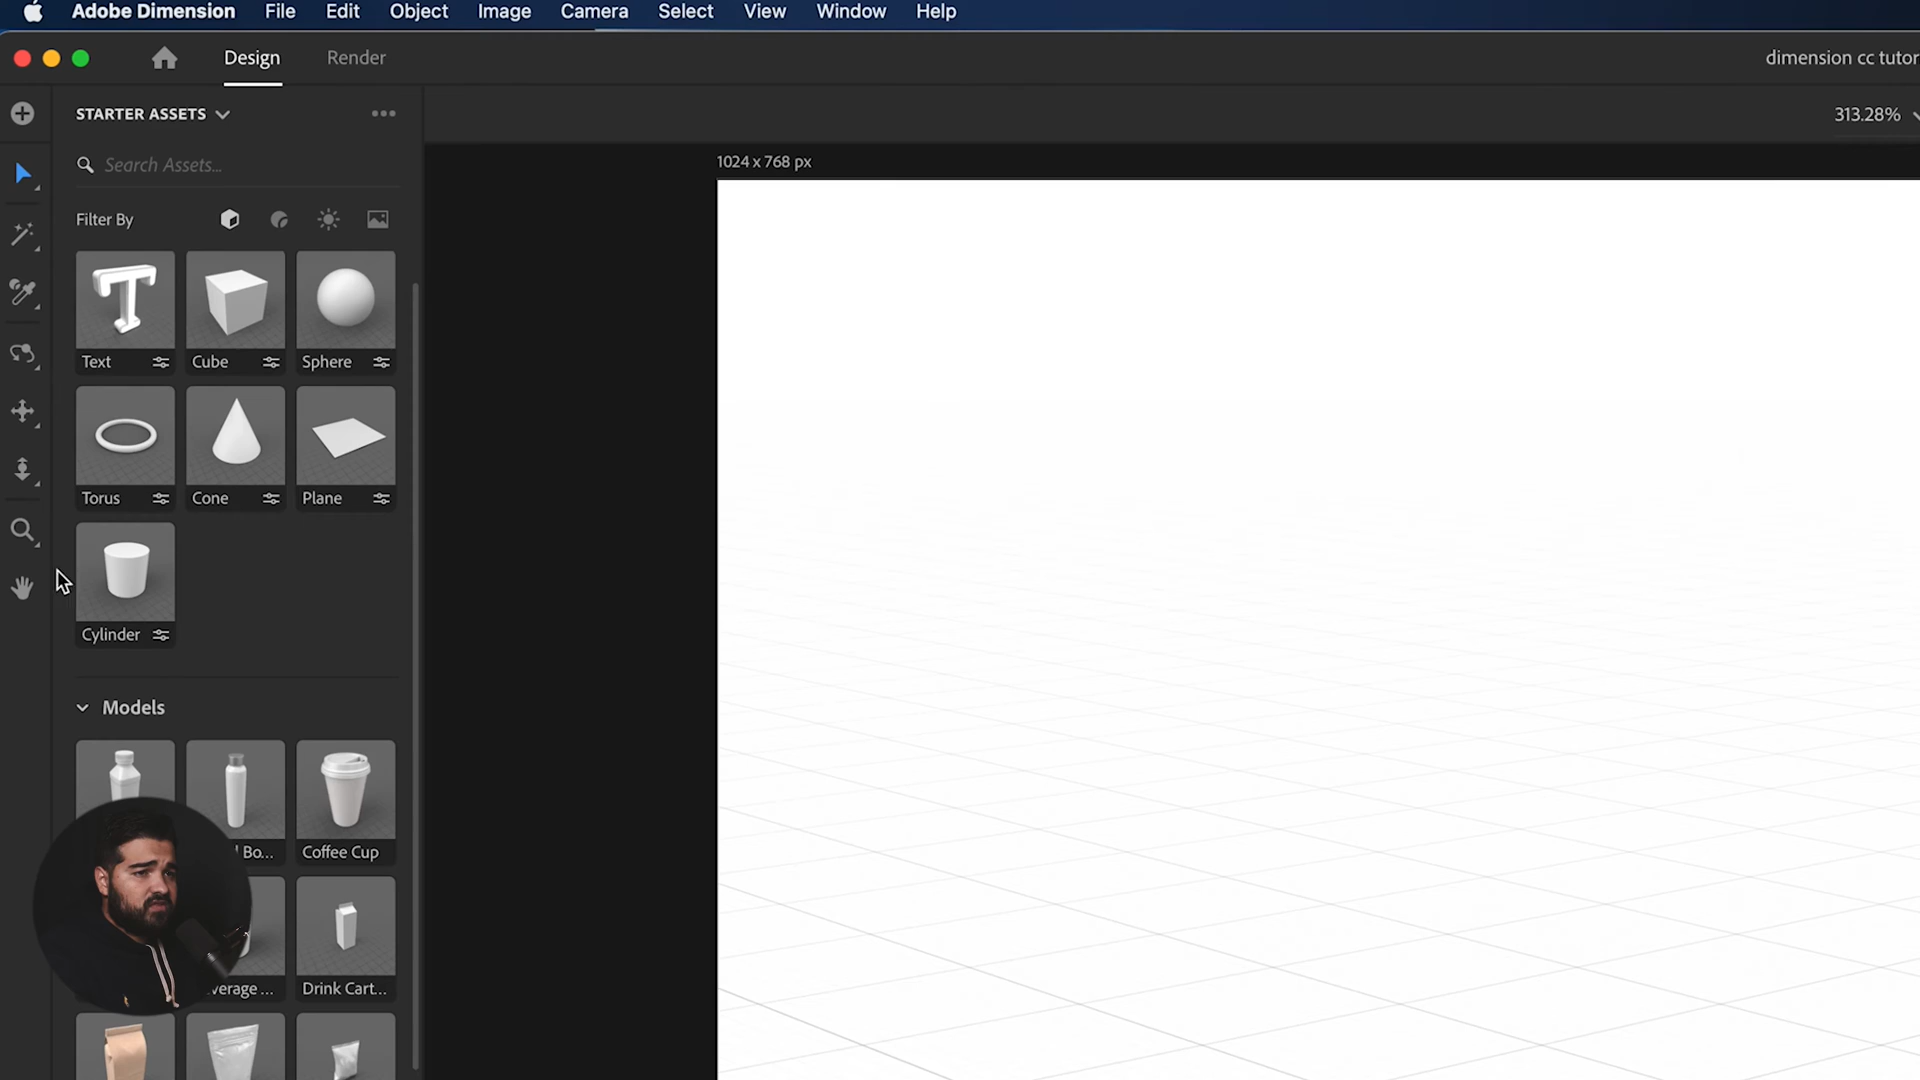 Adobe Dimension File Edit Object Image Camera Select View Window Help
Design Render dimension cc tutor
STARTER ASSETS 313.28%
Search Assets... 1024 x 768 px
Filter By
Text Cube Sphere
Torus Cone Plane
Cylinder
Models
Bo... Coffee Cup
verage ... Drink Cart...